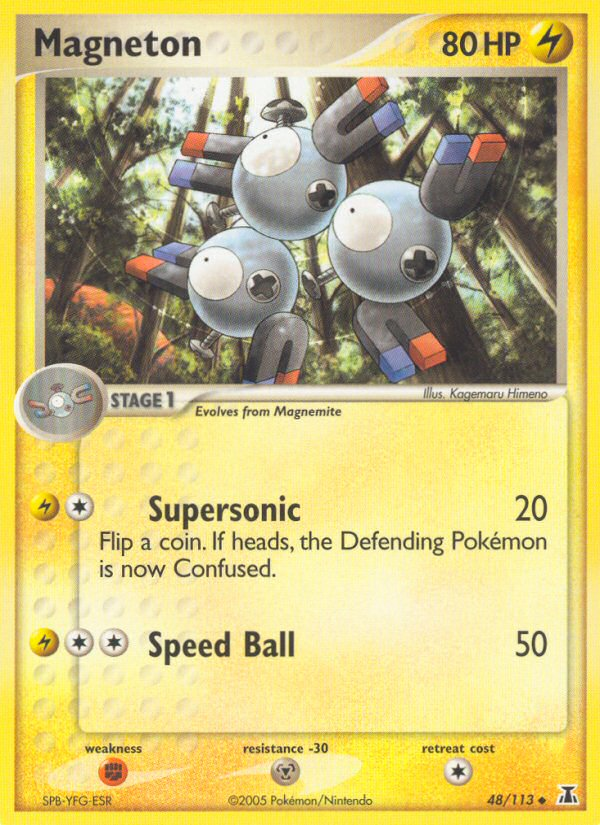 Magneton 80 HP
Illus. Kagemaru Himeno
STAGE 1
Evolves from Magnemite
Supersonic 20
Flip a coin. If heads, the Defending Pokémon
is now Confused.
Speed Ball 50
weakness resistance -30 retreat cost
SPB-YFG-ESR ©2005 Pokémon/Nintendo 48/113